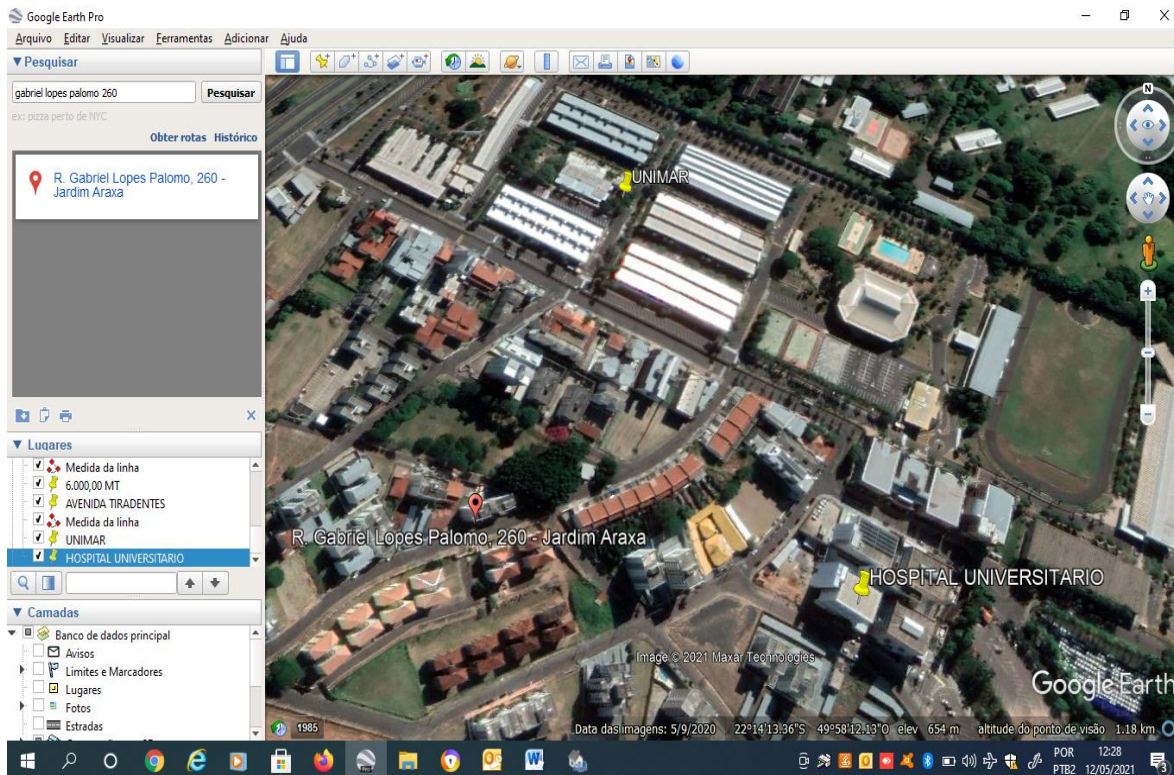 Google Earth Pro
Arquivo Editar Visualizar Ferramentas Adicionar Ajuda
Pesquisar
gabriel lopes palomo 260
Pesquisar
ex: pizza perto de NYC
Obter rotas Histórico
R. Gabriel Lopes Palomo, 260 -
Jardim Araxa
Lugares
Medida da linha
6.000,00 MT
AVENIDA TIRADENTES
Medida da linha
UNIMAR
HOSPITAL UNIVERSITARIO
Camadas
Banco de dados principal
Avisos
Limites e Marcadores
Lugares
Fotos
Estradas
N
UNIMAR
R. Gabriel Lopes Palomo, 260 - Jardim Araxa
HOSPITAL UNIVERSITARIO
Image © 2021 Maxar Technologies
Google Earth
1985
Data das imagens: 5/9/2020 22°14'13.36"S 49°58'12.13"O elev 654 m altitude do ponto de visão 1.18 km
POR 12:28
PTB2 12/05/2021